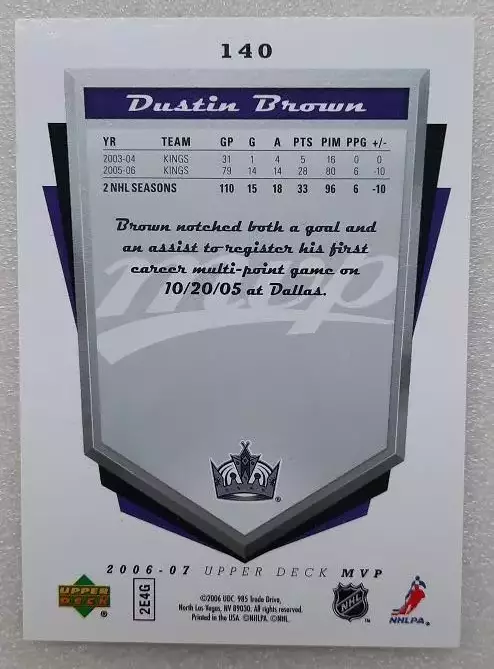 140
Dustin Brown
YR TEAM GP G A PTS PIM PPG +/-
2003-04 KINGS 31 1 4 5 16 0 0
2005-06 KINGS 79 14 14 28 80 6 -10
2 NHL SEASONS 110 15 18 33 96 6 -10
Brown notched both a goal and
an assist to register his first
career multi-point game on
10/20/05 at Dallas.
mvp
2006-07 UPPER DECK MVP
UPPER
DECK
2E4G
©2006 UDC. 985 Trade Drive,
North Las Vegas, NV 89030. All rights reserved.
Printed in the USA. ©NHLPA. ©NHL.
NHL
NHLPA